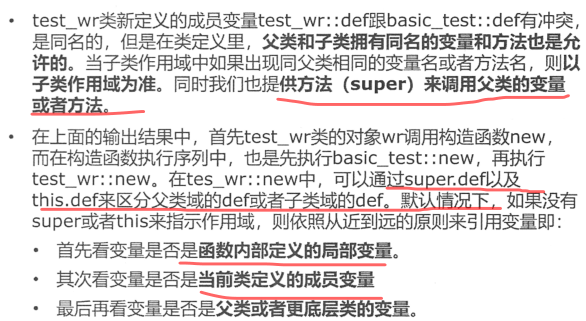 • test_wr类新定义的成员变量test_wr::def跟basic_test::def有冲突,
是同名的，但是在类定义里，父类和子类拥有同名的变量和方法也是允
许的。当子类作用域中如果出现同父类相同的变量名或者方法名，则以
子类作用域为准。同时我们也提供方法（super）来调用父类的变量
或者方法。
• 在上面的输出结果中，首先test_wr类的对象wr调用构造函数new，
而在构造函数执行序列中，也是先执行basic_test::new，再执行
test_wr::new。在tes_wr::new中，可以通过super.def以及
this.def来区分父类域的def或者子类域的def。默认情况下，如果没有
super或者this来指示作用域，则依照从近到远的原则来引用变量即：
• 首先看变量是否是函数内部定义的局部变量。
• 其次看变量是否是当前类定义的成员变量
• 最后再看变量是否是父类或者更底层类的变量。